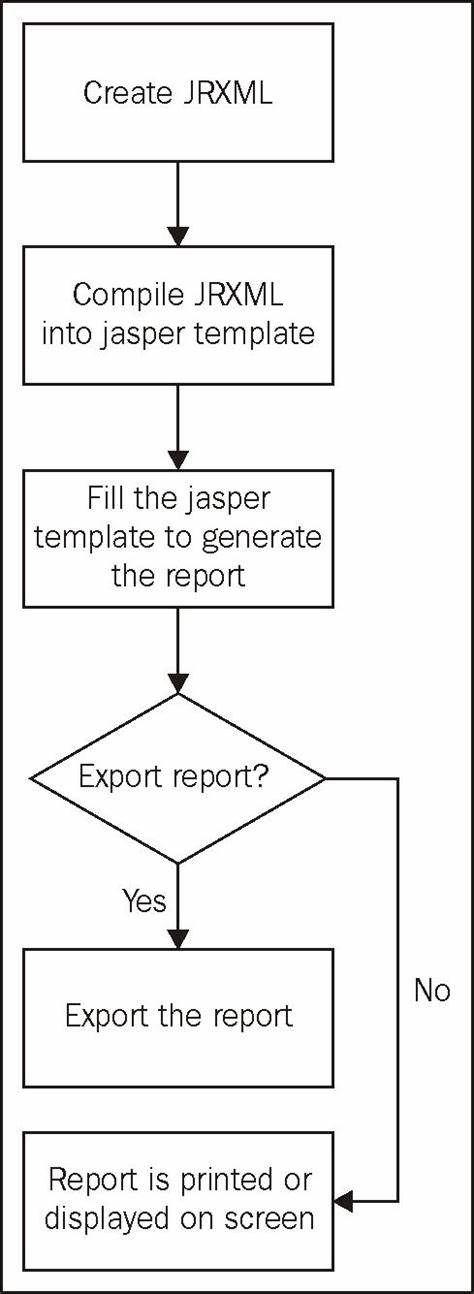 Create JRXML
Compile JRXML
into jasper template
Fill the jasper
template to generate
the report
Export report?
Yes
Export the report
No
Report is printed or
displayed on screen